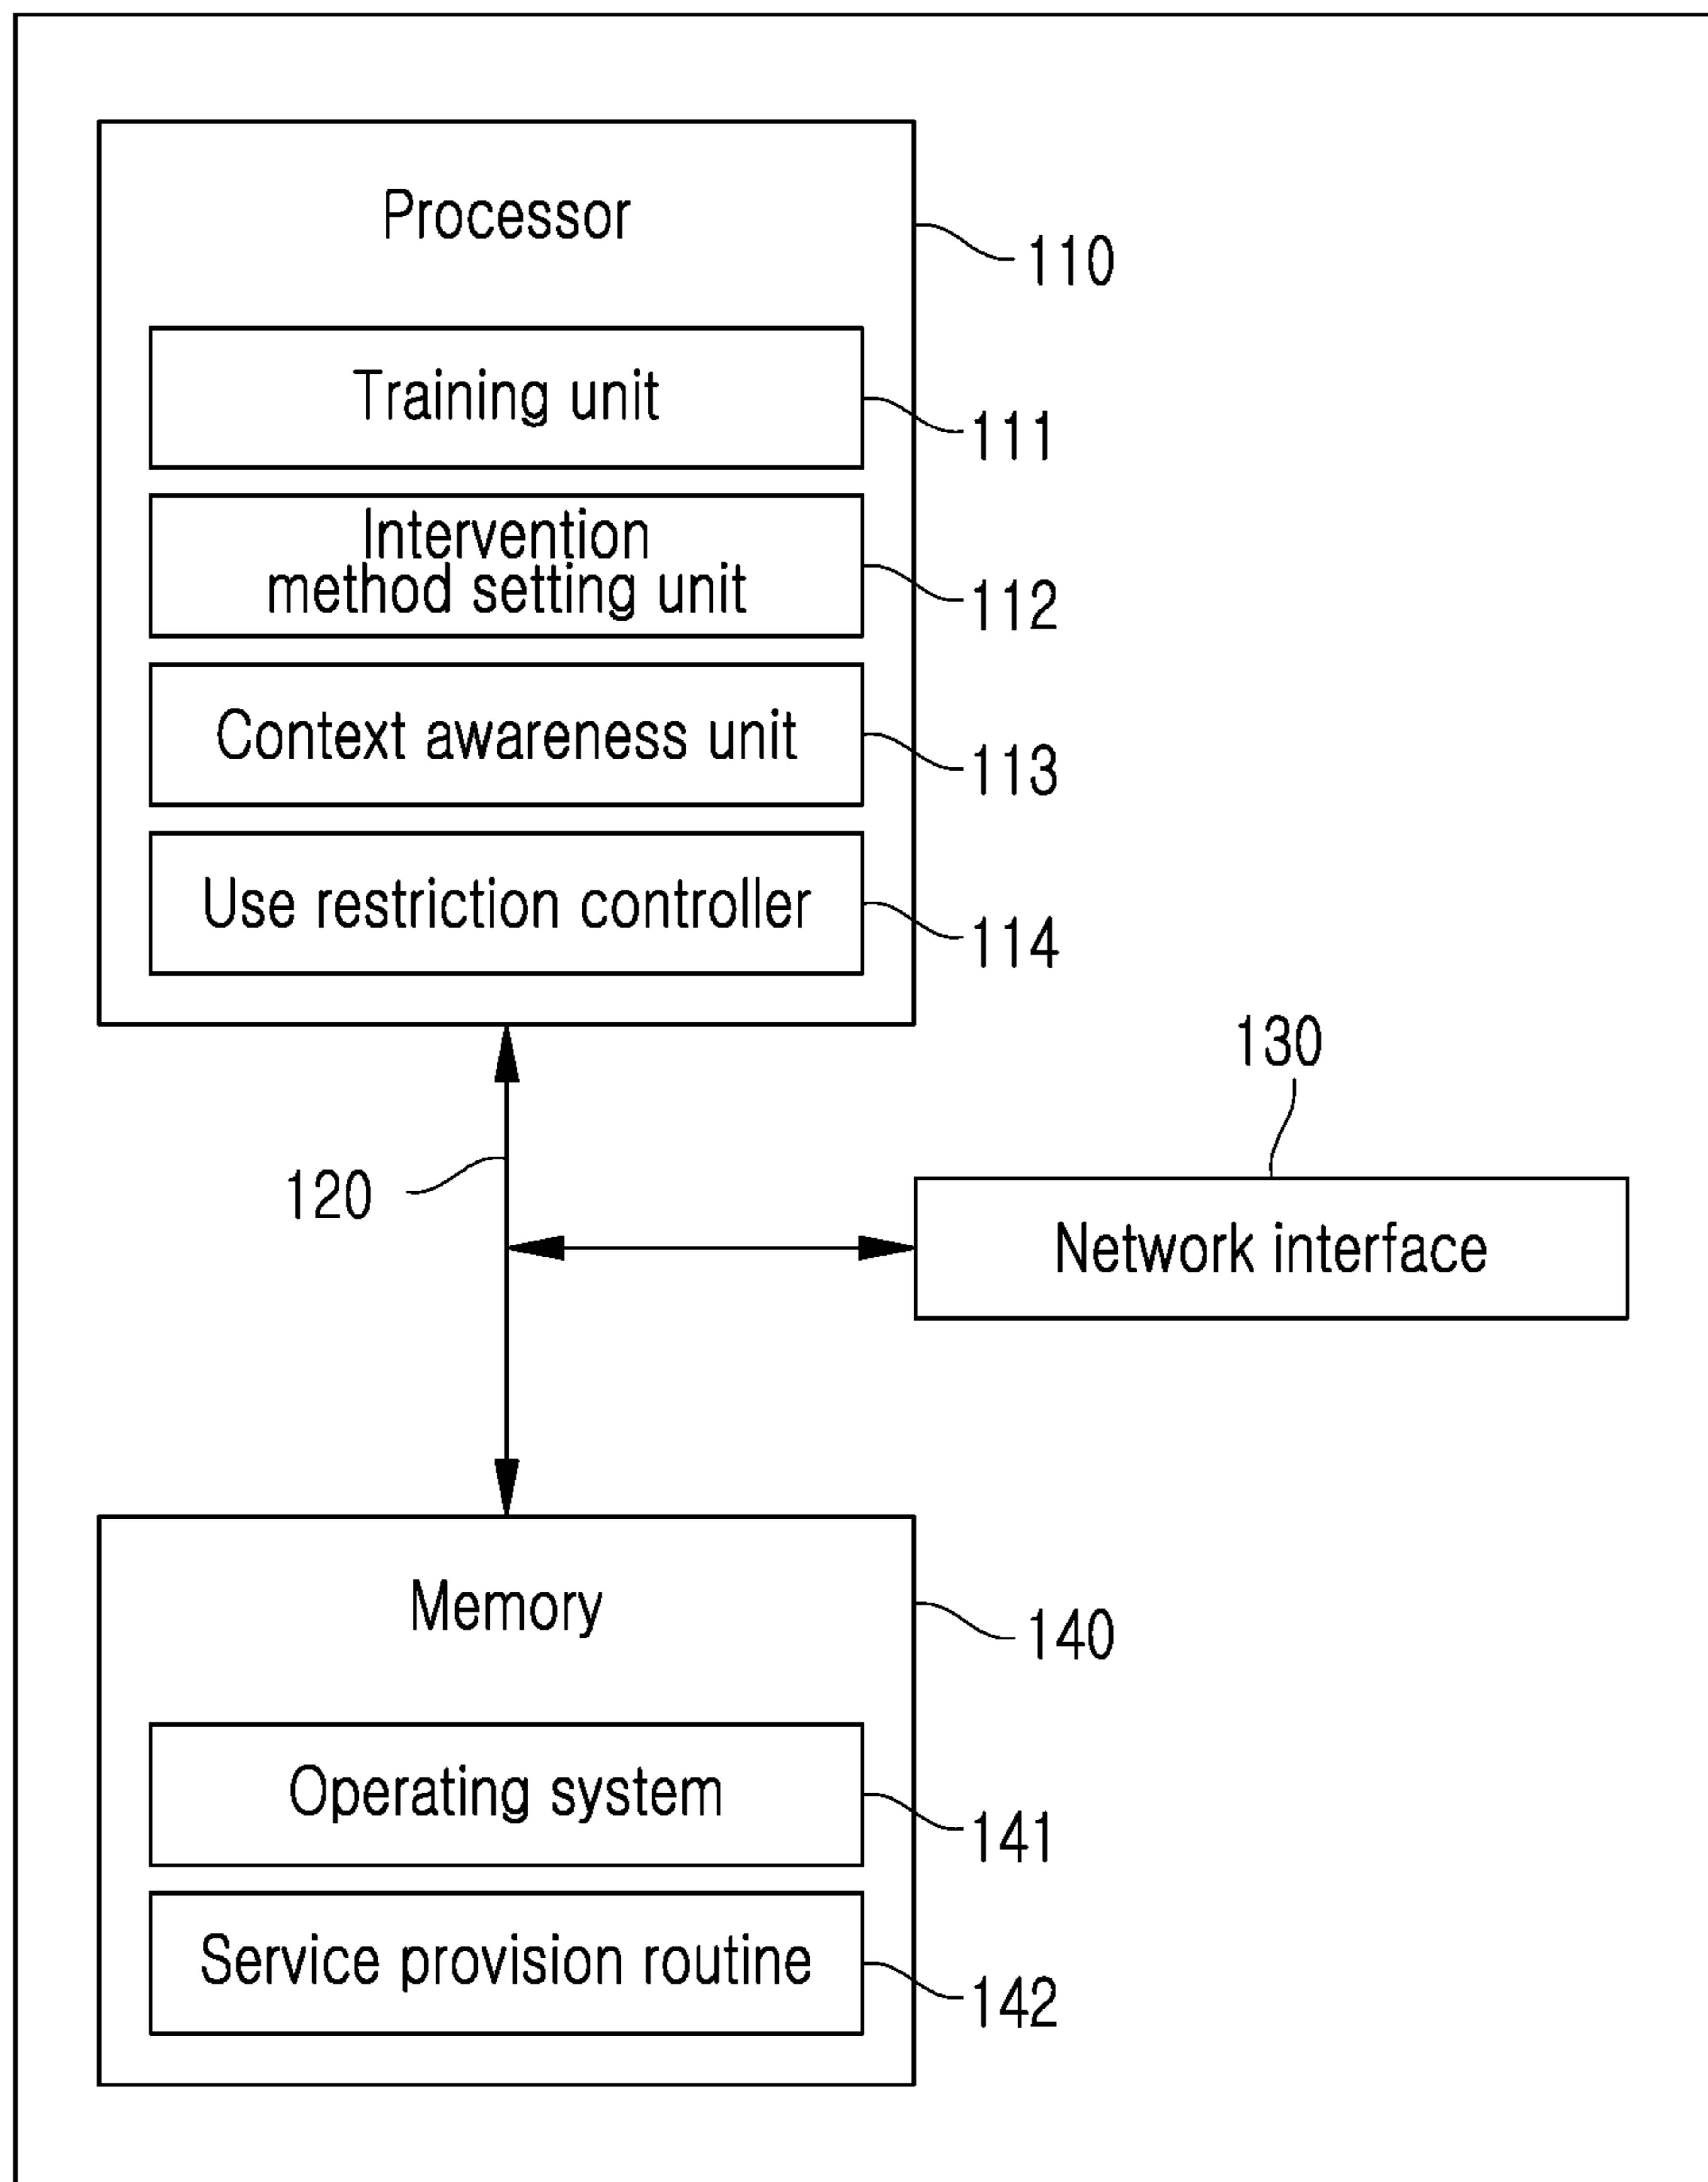 Processor
110
Training unit
111
Intervention
method setting unit
112
Context awareness unit
113
Use restriction controller
114
130
120
Network interface
Memory
140
Operating system
141
Service provision routine
142